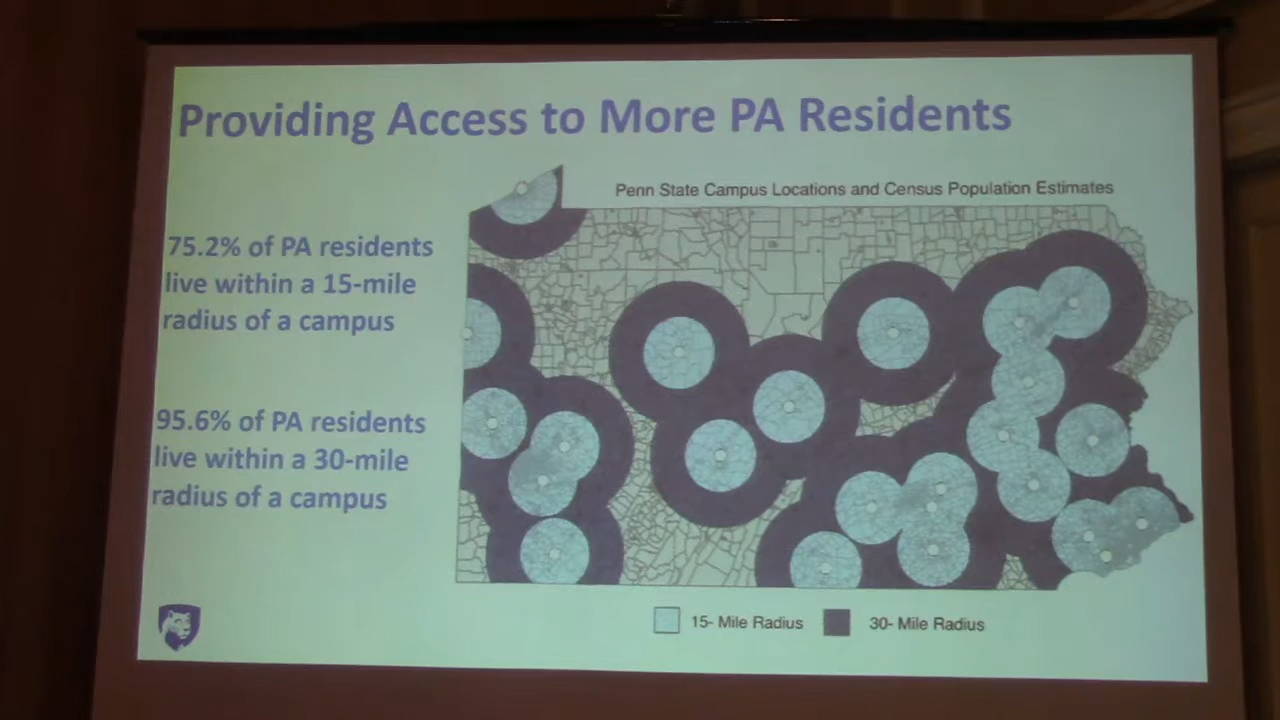 Providing Access to More PA Residents
Penn State Campus Locations and Census Population Estimates
75.2% of PA residents
live within a 15-mile
radius of a campus
95.6% of PA residents
live within a 30-mile
radius of a campus
15- Mile Radius
30- Mile Radius